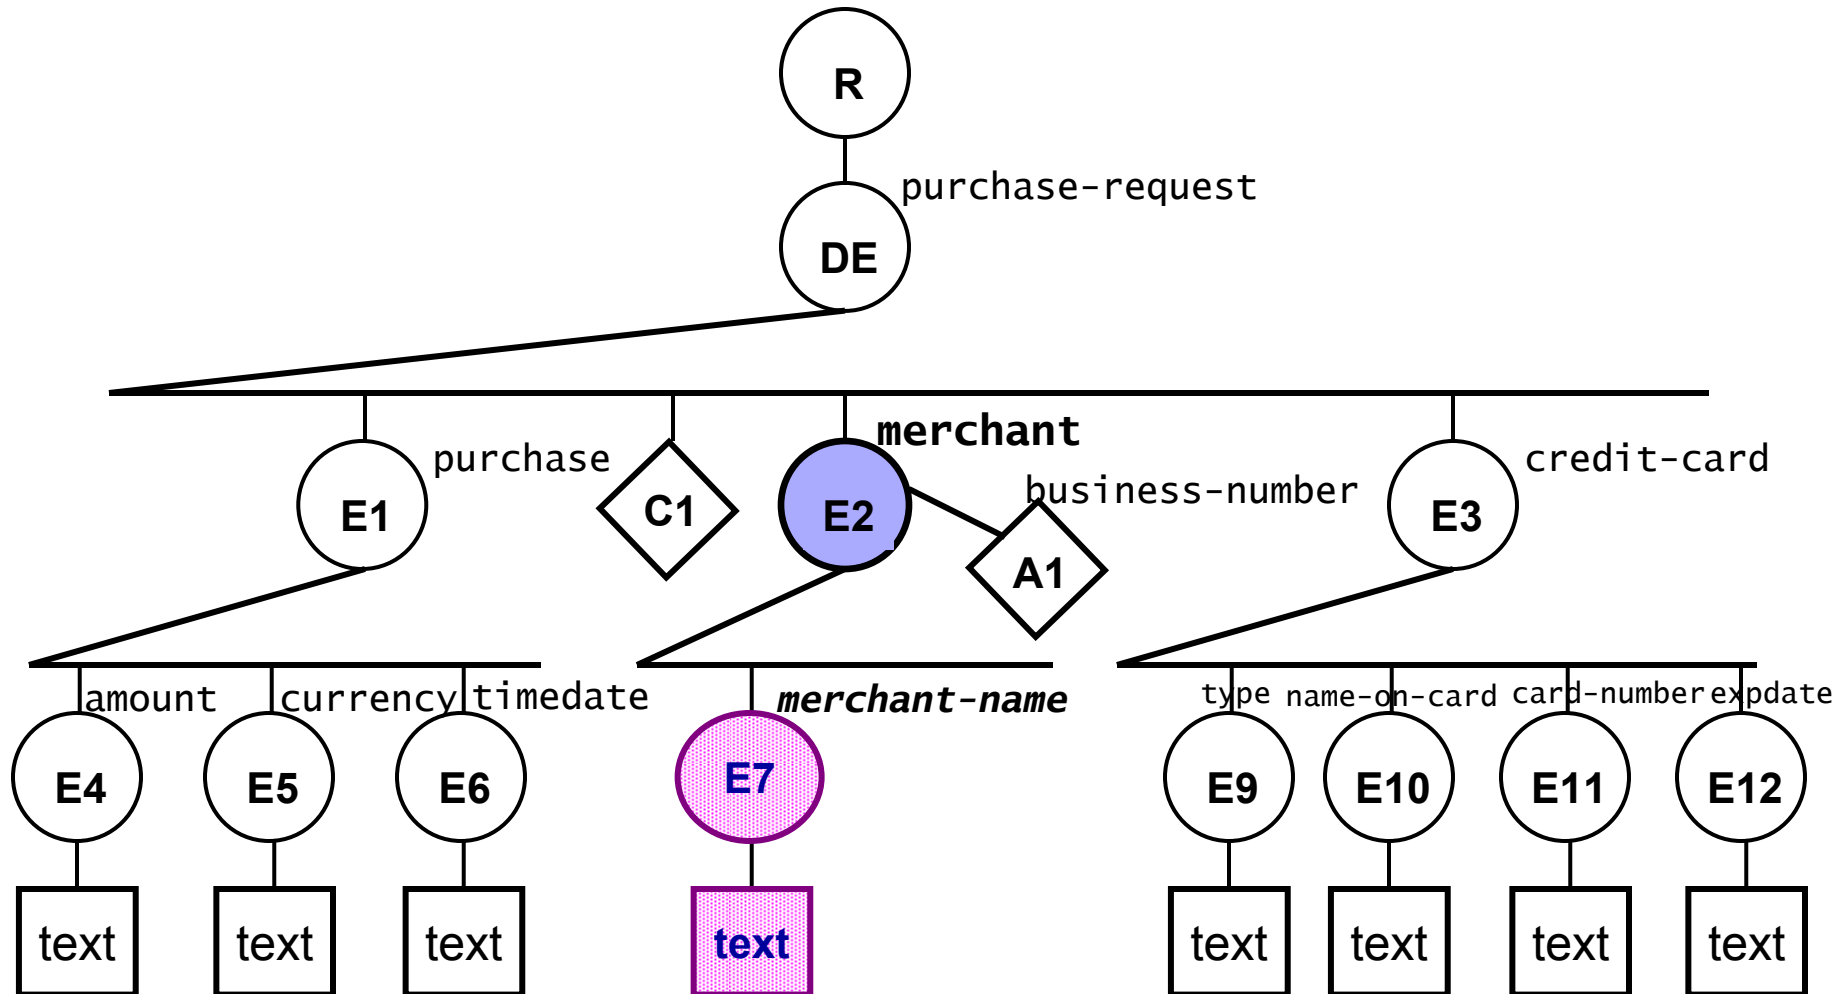 R
purchase-request
DE
merchant
purchase
credit-card
business-number
E1
C1
E2
E3
A1
amount
currency
timedate
merchant-name
type
name-on-card
card-number
expdate
E4
E5
E6
E7
E9
E10
E11
E12
text
text
text
text
text
text
text
text